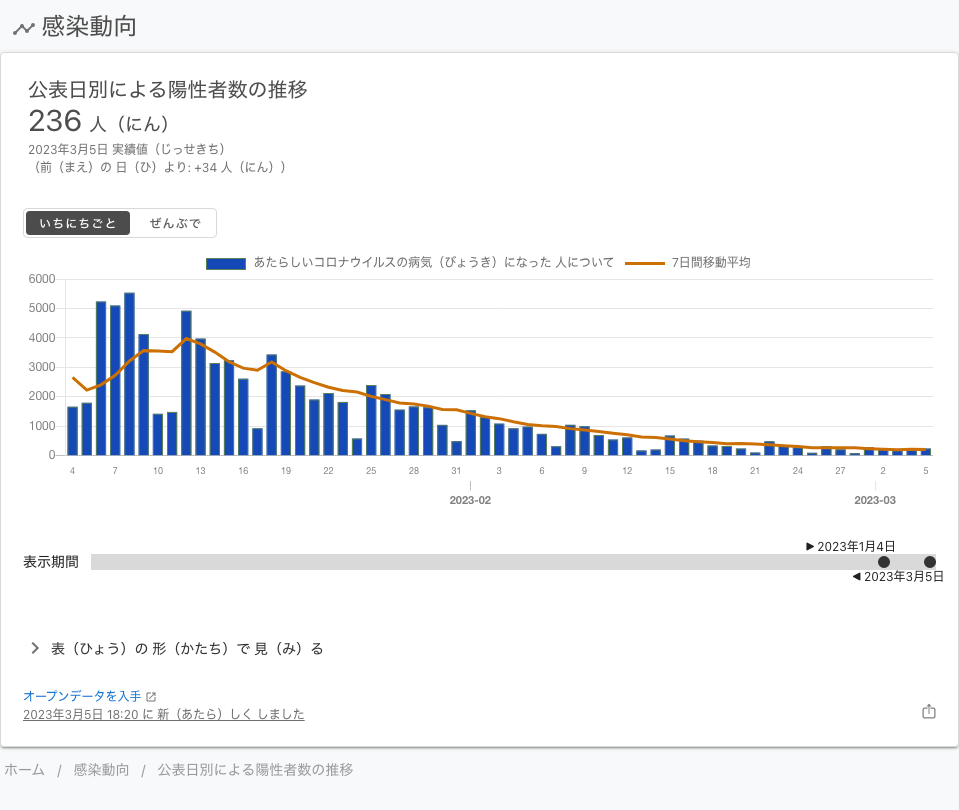 感染動向
公表日別による陽性者数の推移
236 人（にん）
2023年3月5日 実績値（じっせきち）
（前（まえ）の 日（ひ）より: +34 人（にん））
いちにちごと ぜんぶで
あたらしいコロナウイルスの病気（びょうき）になった 人について 7日間移動平均
6000
5000
4000
3000
2000
1000
0
4 7 10 13 16 19 22 25 28 31 3 6 9 12 15 18 21 24 27 2 5
2023-02 2023-03
▶ 2023年1月4日
表示期間
◀ 2023年3月5日
表（ひょう）の 形（かたち）で 見（み）る
オープンデータを入手
2023年3月5日 18:20 に 新（あたら）しく しました
ホーム / 感染動向 / 公表日別による陽性者数の推移